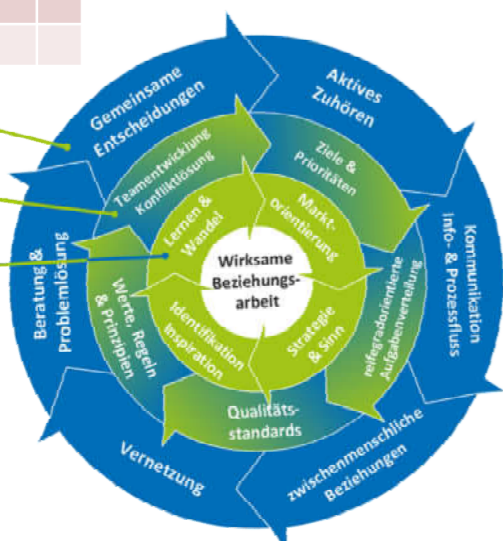 Gemeinsame
Entscheidungen
Aktives
Zuhören
Kommunikation
Info- & Prozessfluss
zwischenmenschliche
Beziehungen
Vernetzung
Beratung &
Problemlösung
Teamentwicklung
Konfliktlösung
Ziele &
Prioritäten
reifegradorientierte
Aufgabenverteilung
Qualitäts-
standards
Werte, Regeln
& Prinzipien
Lernen &
Wandel
Markt-
Orientierung
Strategie
& Sinn
Identifikation
Inspiration
Wirksame
Beziehungs-
arbeit